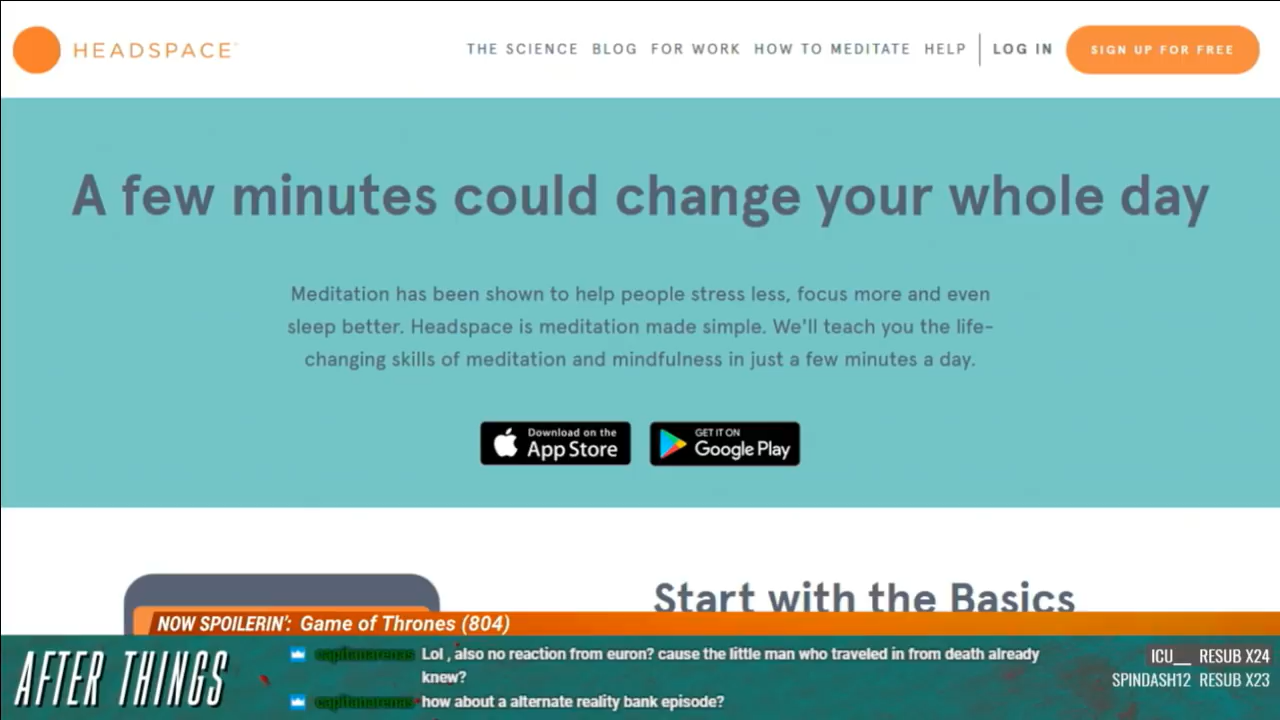 HEADSPACE
THE SCIENCE BLOG FOR WORK HOW TO MEDITATE HELP LOG IN SIGN UP FOR FREE
A few minutes could change your whole day
Meditation has been shown to help people stress less, focus more and even
sleep better. Headspace is meditation made simple. We'll teach you the life-
changing skills of meditation and mindfulness in just a few minutes a day.
Download on the
App Store
GET IT ON
Google Play
Start with the Basics
NOW SPOILERIN': Game of Thrones (804)
AFTER THINGS
capitanarenas Lol , also no reaction from euron? cause the little man who traveled in from death already
knew?
capitanarenas how about a alternate reality bank episode?
ICU__ RESUB X24
SPINDASH12 RESUB X23